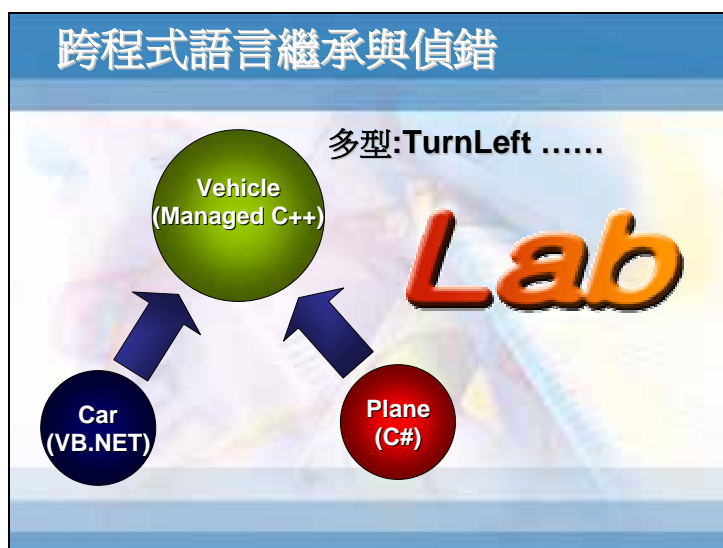 跨程式語言繼承與偵錯
多型:TurnLeft ……
Vehicle
(Managed C++)
Lab
Car
(VB.NET)
Plane
(C#)